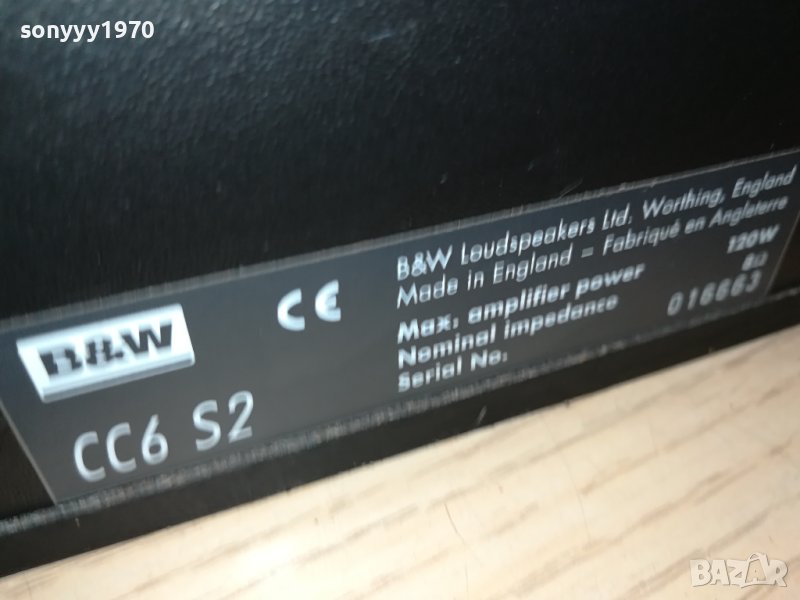 sonyyy1970
B&W
CE
CC6 S2
B&W Loudspeakers Ltd. Worthing, England
Made in England – Fabriqué en Angleterre
Max. amplifier power 120W
Nominal impedance 8Ω
Serial No. 016663
BAZAR